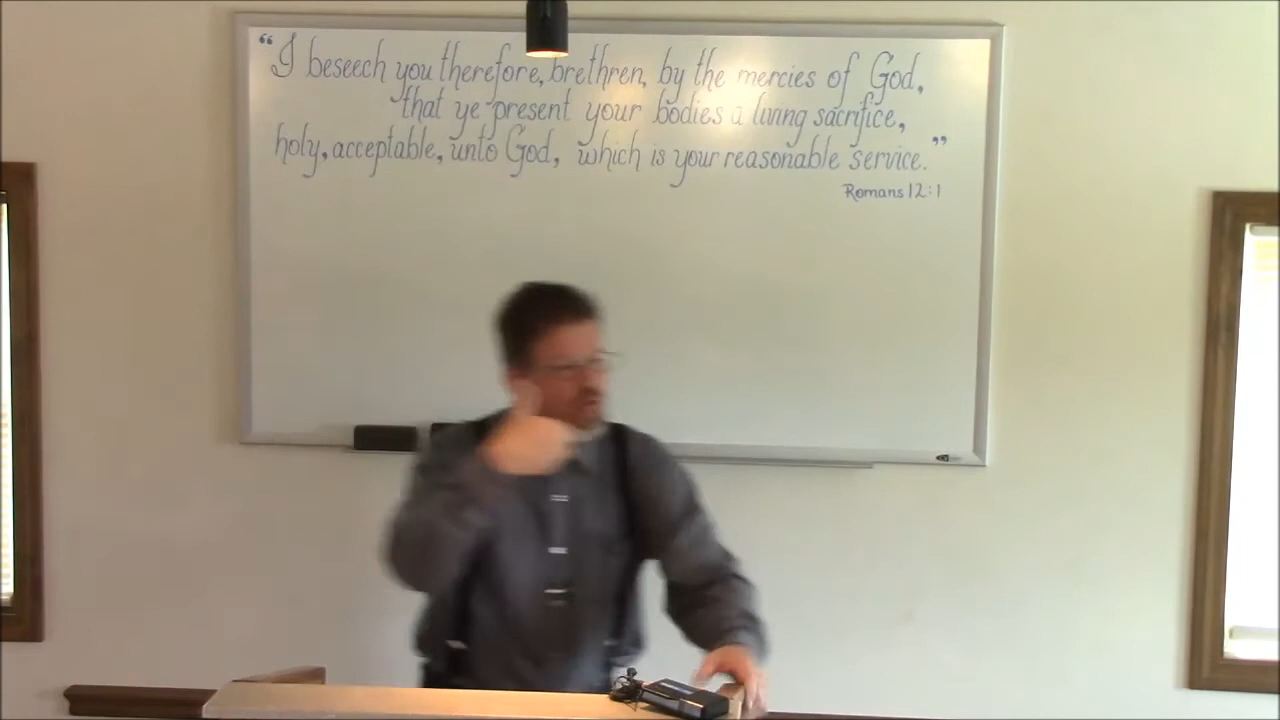 “I beseech you therefore, brethren, by the mercies of God,
that ye present your bodies a living sacrifice,
holy, acceptable, unto God, which is your reasonable service.”
Romans 12:1